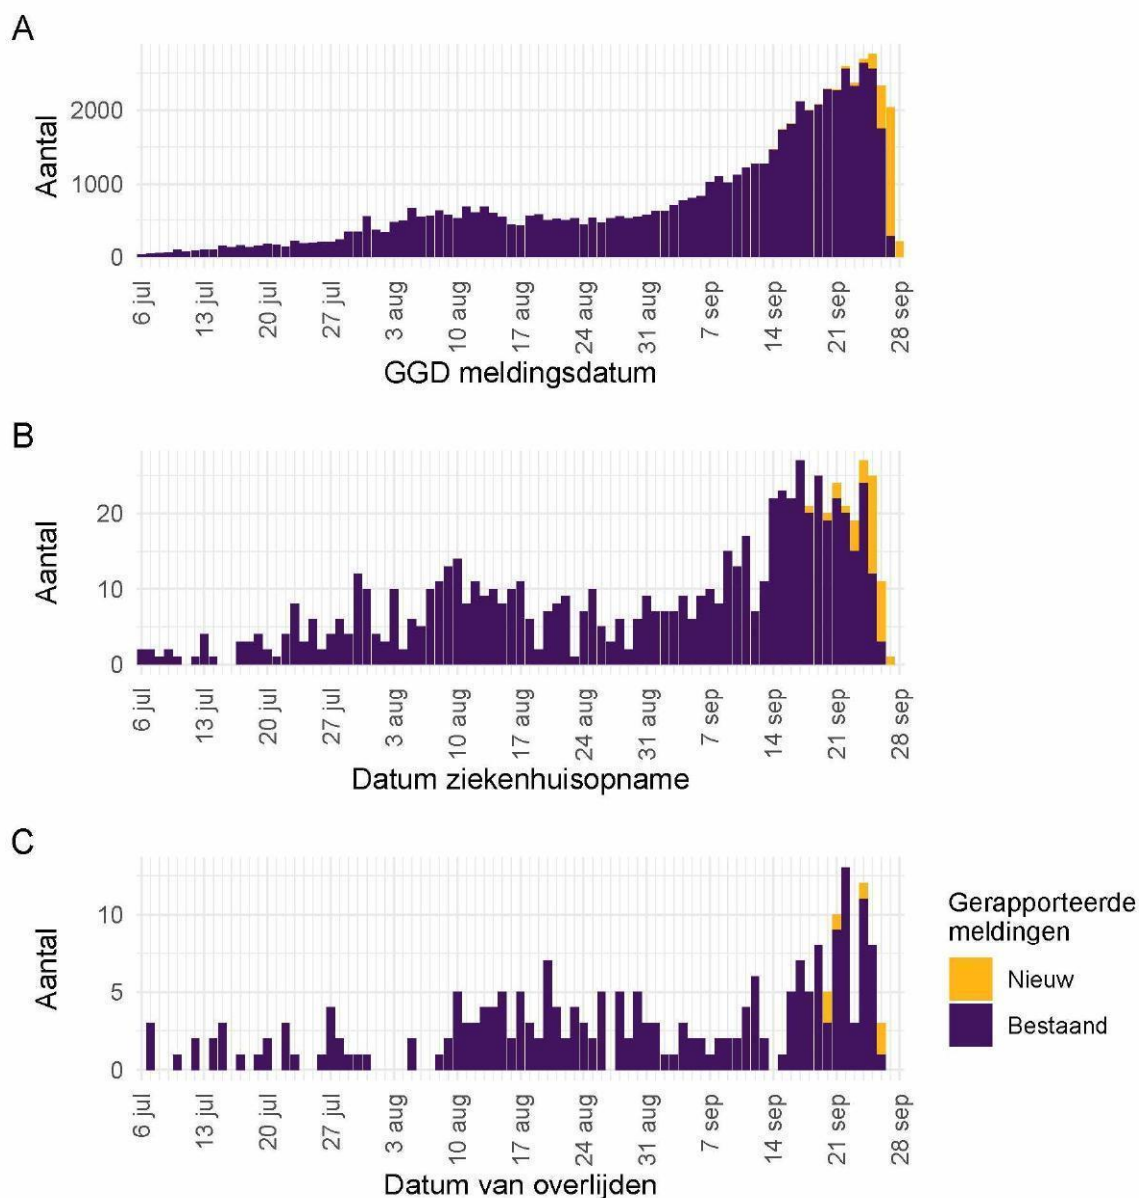 A
Aantal
2000
1000
0
6 jul
13 jul
20 jul
27 jul
3 aug
10 aug
17 aug
24 aug
31 aug
7 sep
14 sep
21 sep
28 sep
GGD meldingsdatum
B
Aantal
20
10
0
6 jul
13 jul
20 jul
27 jul
3 aug
10 aug
17 aug
24 aug
31 aug
7 sep
14 sep
21 sep
28 sep
Datum ziekenhuisopname
C
Aantal
10
5
0
6 jul
13 jul
20 jul
27 jul
3 aug
10 aug
17 aug
24 aug
31 aug
7 sep
14 sep
21 sep
28 sep
Datum van overlijden
Gerapporteerde
meldingen
Nieuw
Bestaand